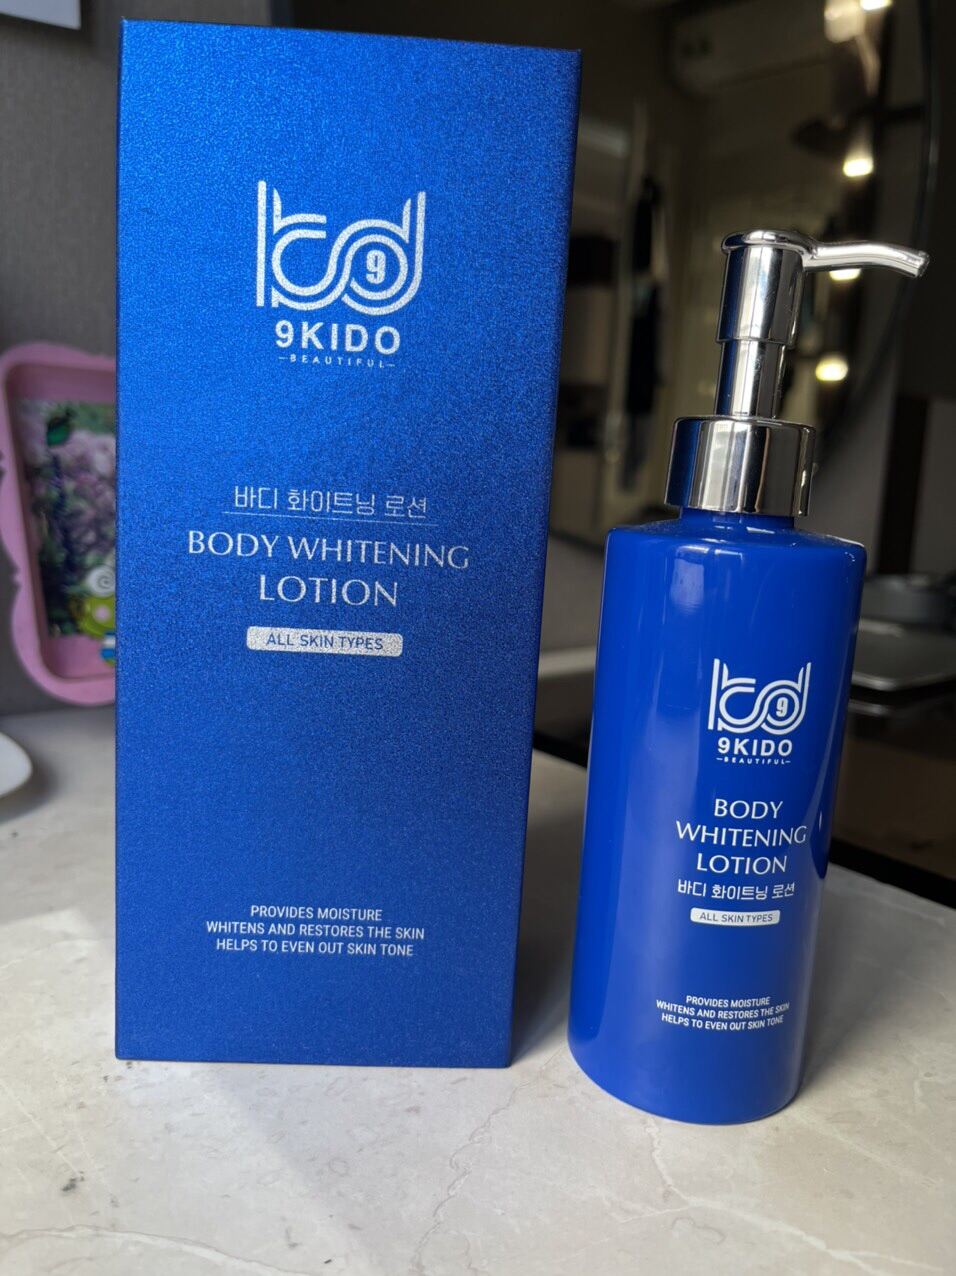 9
9KIDO
BEAUTIFUL
바디 화이트닝 로션
BODY WHITENING
LOTION
ALL SKIN TYPES
PROVIDES MOISTURE
WHITENS AND RESTORES THE SKIN
HELPS TO EVEN OUT SKIN TONE
9
9KIDO
BEAUTIFUL
BODY
WHITENING
LOTION
바디 화이트닝 로션
ALL SKIN TYPES
PROVIDES MOISTURE
WHITENS AND RESTORES THE SKIN
HELPS TO EVEN OUT SKIN TONE